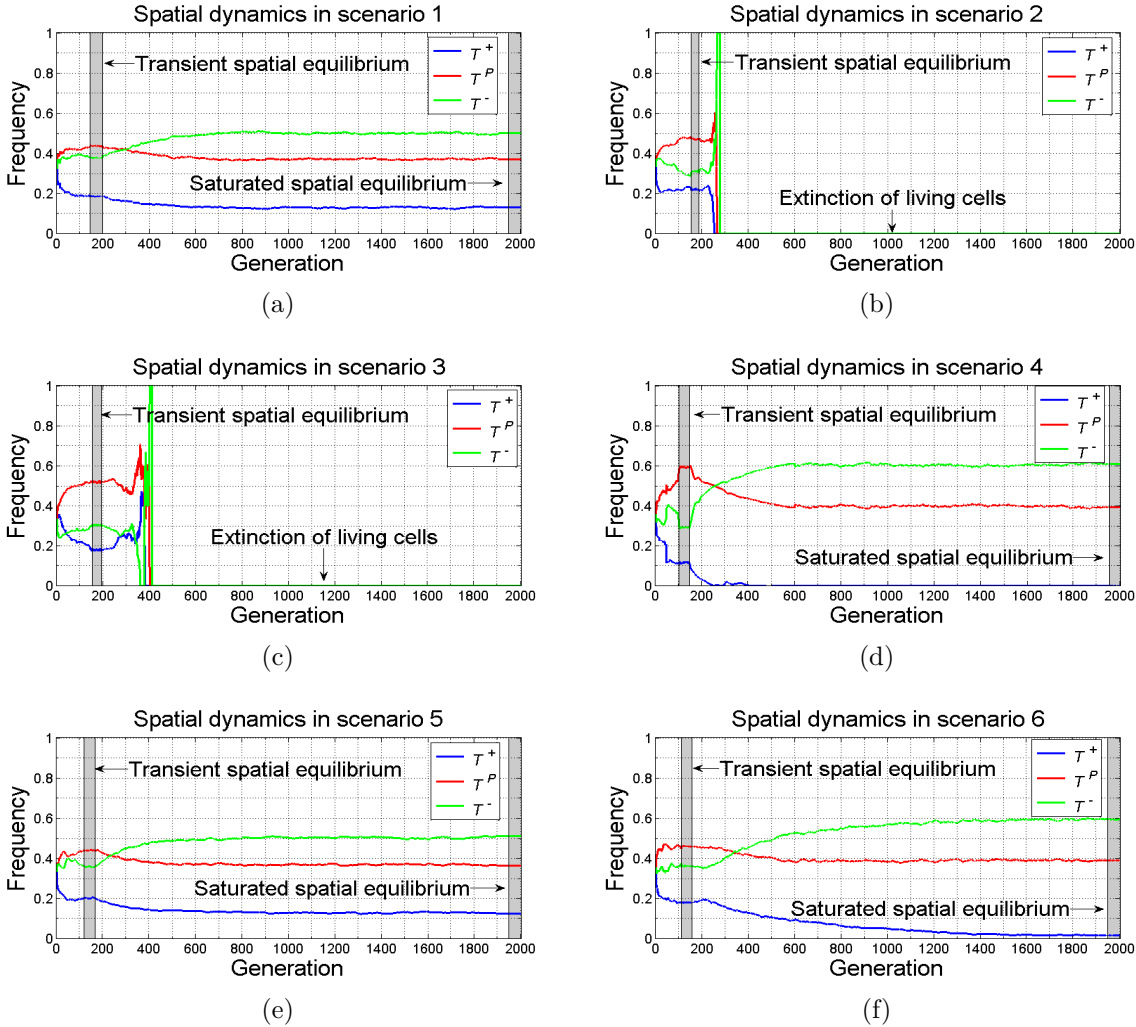 Spatial dynamics in scenario 1
Frequency
1
0.8
0.6
0.4
0.2
0
T+
TP
T-
Transient spatial equilibrium
Saturated spatial equilibrium
0 200 400 600 800 1000 1200 1400 1600 1800 2000
Generation
(a)
Spatial dynamics in scenario 2
Frequency
1
0.8
0.6
0.4
0.2
0
T+
TP
T-
Transient spatial equilibrium
Extinction of living cells
0 200 400 600 800 1000 1200 1400 1600 1800 2000
Generation
(b)
Spatial dynamics in scenario 3
Frequency
1
0.8
0.6
0.4
0.2
0
T+
TP
T-
Transient spatial equilibrium
Extinction of living cells
0 200 400 600 800 1000 1200 1400 1600 1800 2000
Generation
(c)
Spatial dynamics in scenario 4
Frequency
1
0.8
0.6
0.4
0.2
0
T+
TP
T-
Transient spatial equilibrium
Saturated spatial equilibrium
0 200 400 600 800 1000 1200 1400 1600 1800 2000
Generation
(d)
Spatial dynamics in scenario 5
Frequency
1
0.8
0.6
0.4
0.2
0
T+
TP
T-
Transient spatial equilibrium
Saturated spatial equilibrium
0 200 400 600 800 1000 1200 1400 1600 1800 2000
Generation
(e)
Spatial dynamics in scenario 6
Frequency
1
0.8
0.6
0.4
0.2
0
T+
TP
T-
Transient spatial equilibrium
Saturated spatial equilibrium
0 200 400 600 800 1000 1200 1400 1600 1800 2000
Generation
(f)